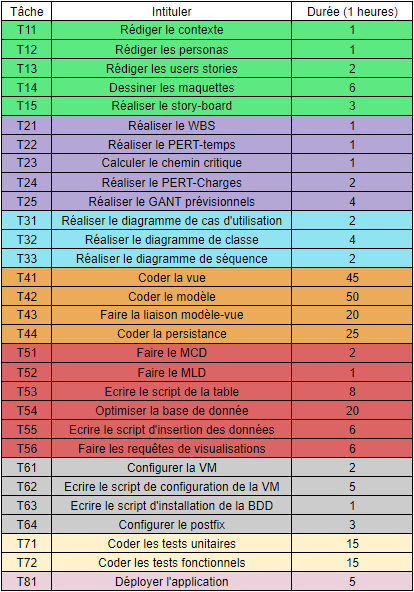 Tâche Intituler Durée (1 heures)
T11 Rédiger le contexte 1
T12 Rédiger les personas 1
T13 Rédiger les users stories 2
T14 Dessiner les maquettes 6
T15 Réaliser le story-board 3
T21 Réaliser le WBS 1
T22 Réaliser le PERT-temps 1
T23 Calculer le chemin critique 1
T24 Réaliser le PERT-Charges 2
T25 Réaliser le GANT prévisionnels 4
T31 Réaliser le diagramme de cas d'utilisation 2
T32 Réaliser le diagramme de classe 4
T33 Réaliser le diagramme de séquence 2
T41 Coder la vue 45
T42 Coder le modèle 50
T43 Faire la liaison modèle-vue 20
T44 Coder la persistance 25
T51 Faire le MCD 2
T52 Faire le MLD 1
T53 Ecrire le script de la table 8
T54 Optimiser la base de donnée 20
T55 Ecrire le script d'insertion des données 6
T56 Faire les requêtes de visualisations 6
T61 Configurer la VM 2
T62 Ecrire le script de configuration de la VM 5
T63 Ecrire le script d'installation de la BDD 1
T64 Configurer le postfix 3
T71 Coder les tests unitaires 15
T72 Coder les tests fonctionnels 15
T81 Déployer l'application 5